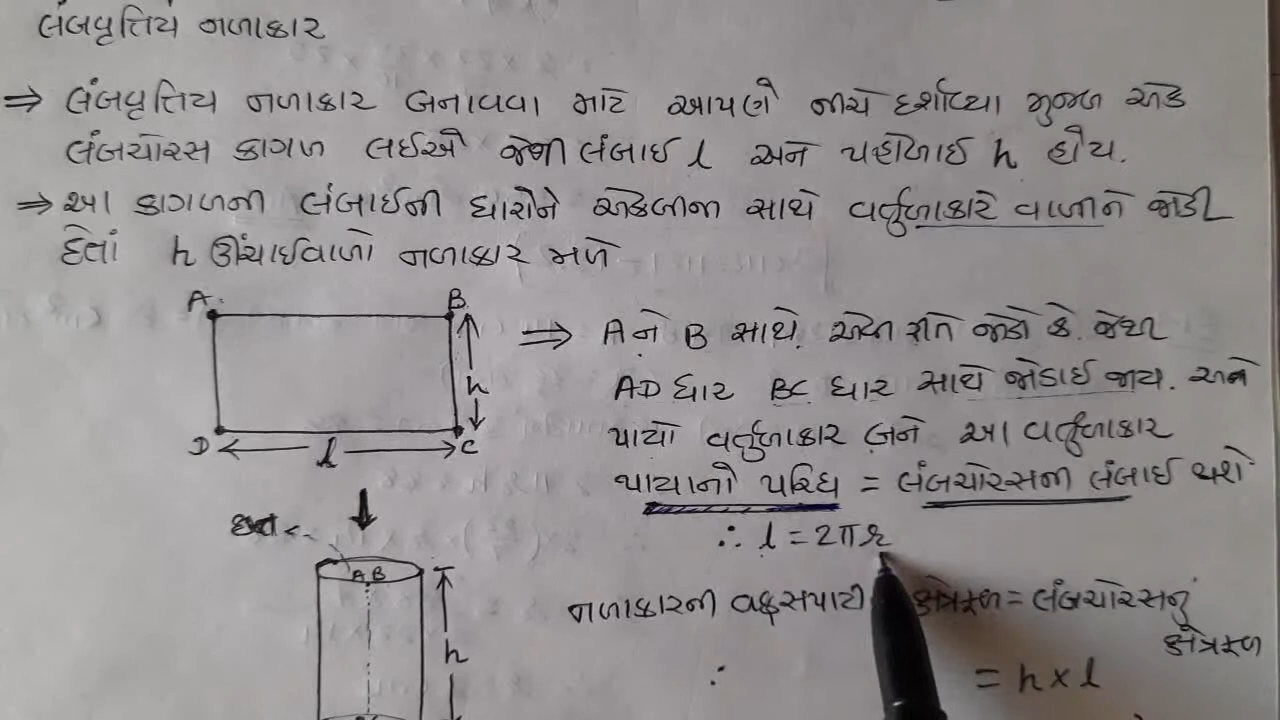 લંબવૃત્તિય નળાકાર
⇒ લંબવૃત્તિય નળાકાર બનાવવા માટે આપણે નીચે દર્શાવ્યા મુજબ એક
લંબચોરસ કાગળ લઈએ જેની લંબાઈ l અને પહોળાઈ h હોય.
⇒ આ કાગળની લંબાઈની ધારોને એકબીજા સાથે વર્તુળાકારે વાળીને જોડી
દેતાં h ઊંચાઈવાળો નળાકાર મળે
A B
h
D l C
⇒ A ને B સાથે એવી રીતે જોડો કે જેથી
AD ધાર BC ધાર સાથે જોડાઈ જાય. અને
પાયો વર્તુળાકાર બને આ વર્તુળાકાર
પાયાનો પરિઘ = લંબચોરસની લંબાઈ થશે
∴ l = 2πr
A B
h
નળાકારની વક્રસપાટી ક્ષેત્રફળ = લંબચોરસનું
ક્ષેત્રફળ
∴ = h × l